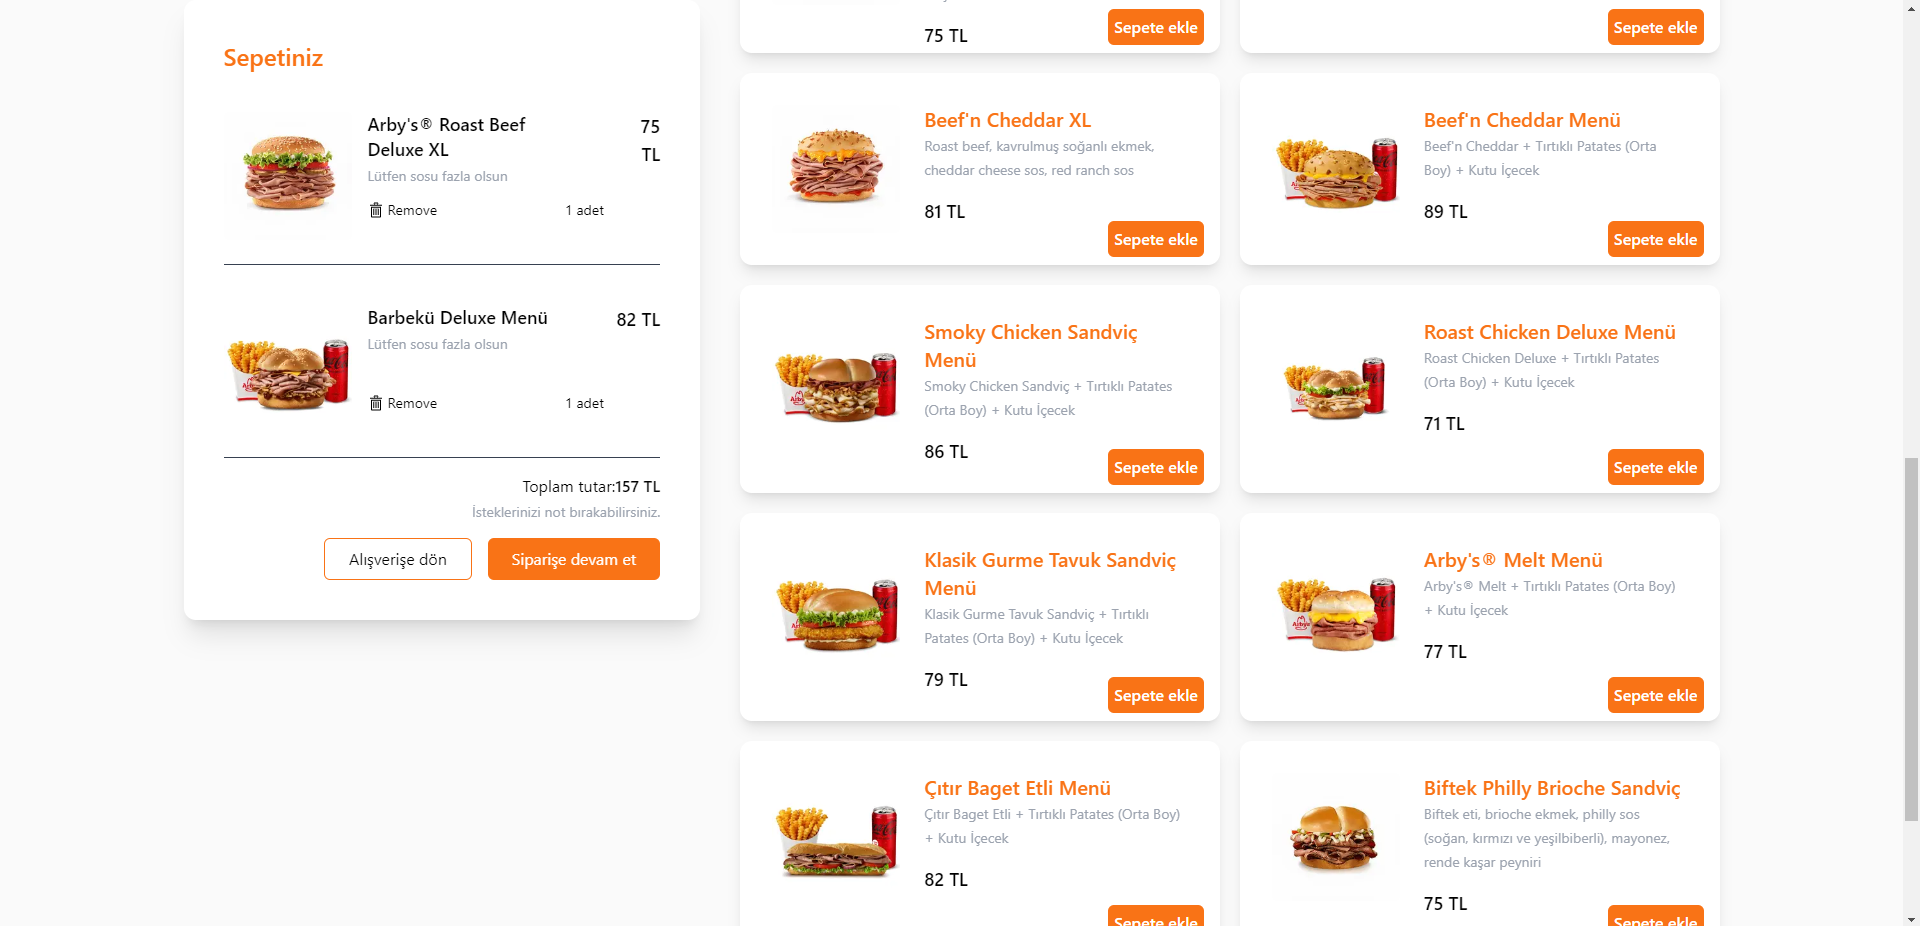 Sepetiniz
Arby's® Roast Beef
Deluxe XL
75
TL
Lütfen sosu fazla olsun
Remove
1 adet
Barbekü Deluxe Menü
82 TL
Lütfen sosu fazla olsun
Remove
1 adet
Toplam tutar:157 TL
İsteklerinizi not bırakabilirsiniz.
Alışverişe dön
Siparişe devam et
75 TL
Sepete ekle
Sepete ekle
Beef'n Cheddar XL
Roast beef, kavrulmuş soğanlı ekmek,
cheddar cheese sos, red ranch sos
81 TL
Sepete ekle
Beef'n Cheddar Menü
Beef'n Cheddar + Tırtıklı Patates (Orta
Boy) + Kutu İçecek
89 TL
Sepete ekle
Smoky Chicken Sandviç
Menü
Smoky Chicken Sandviç + Tırtıklı Patates
(Orta Boy) + Kutu İçecek
86 TL
Sepete ekle
Roast Chicken Deluxe Menü
Roast Chicken Deluxe + Tırtıklı Patates
(Orta Boy) + Kutu İçecek
71 TL
Sepete ekle
Klasik Gurme Tavuk Sandviç
Menü
Klasik Gurme Tavuk Sandviç + Tırtıklı
Patates (Orta Boy) + Kutu İçecek
79 TL
Sepete ekle
Arby's® Melt Menü
Arby's® Melt + Tırtıklı Patates (Orta Boy)
+ Kutu İçecek
77 TL
Sepete ekle
Çıtır Baget Etli Menü
Çıtır Baget Etli + Tırtıklı Patates (Orta Boy)
+ Kutu İçecek
82 TL
Sepete ekle
Biftek Philly Brioche Sandviç
Biftek eti, brioche ekmek, philly sos
(soğan, kırmızı ve yeşilbiberli), mayonez,
rende kaşar peyniri
75 TL
Sepete ekle